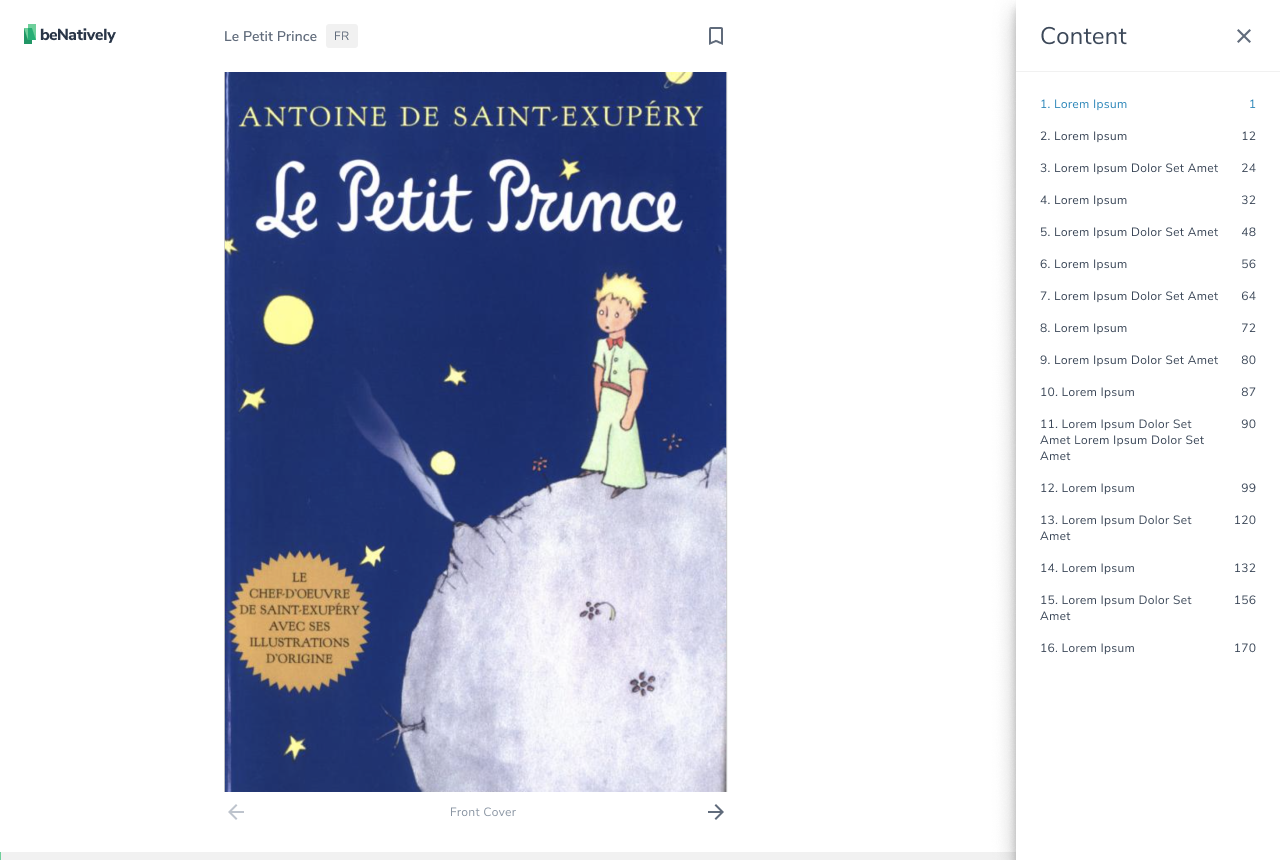 beNatively
Le Petit Prince FR
ANTOINE DE SAINT-EXUPÉRY
Le Petit Prince
LE
CHEF-D'OEUVRE
DE SAINT-EXUPÉRY
AVEC SES
ILLUSTRATIONS
D'ORIGINE
Front Cover
Content
1. Lorem Ipsum 1
2. Lorem Ipsum 12
3. Lorem Ipsum Dolor Set Amet 24
4. Lorem Ipsum 32
5. Lorem Ipsum Dolor Set Amet 48
6. Lorem Ipsum 56
7. Lorem Ipsum Dolor Set Amet 64
8. Lorem Ipsum 72
9. Lorem Ipsum Dolor Set Amet 80
10. Lorem Ipsum 87
11. Lorem Ipsum Dolor Set 90
Amet Lorem Ipsum Dolor Set
Amet
12. Lorem Ipsum 99
13. Lorem Ipsum Dolor Set 120
Amet
14. Lorem Ipsum 132
15. Lorem Ipsum Dolor Set 156
Amet
16. Lorem Ipsum 170